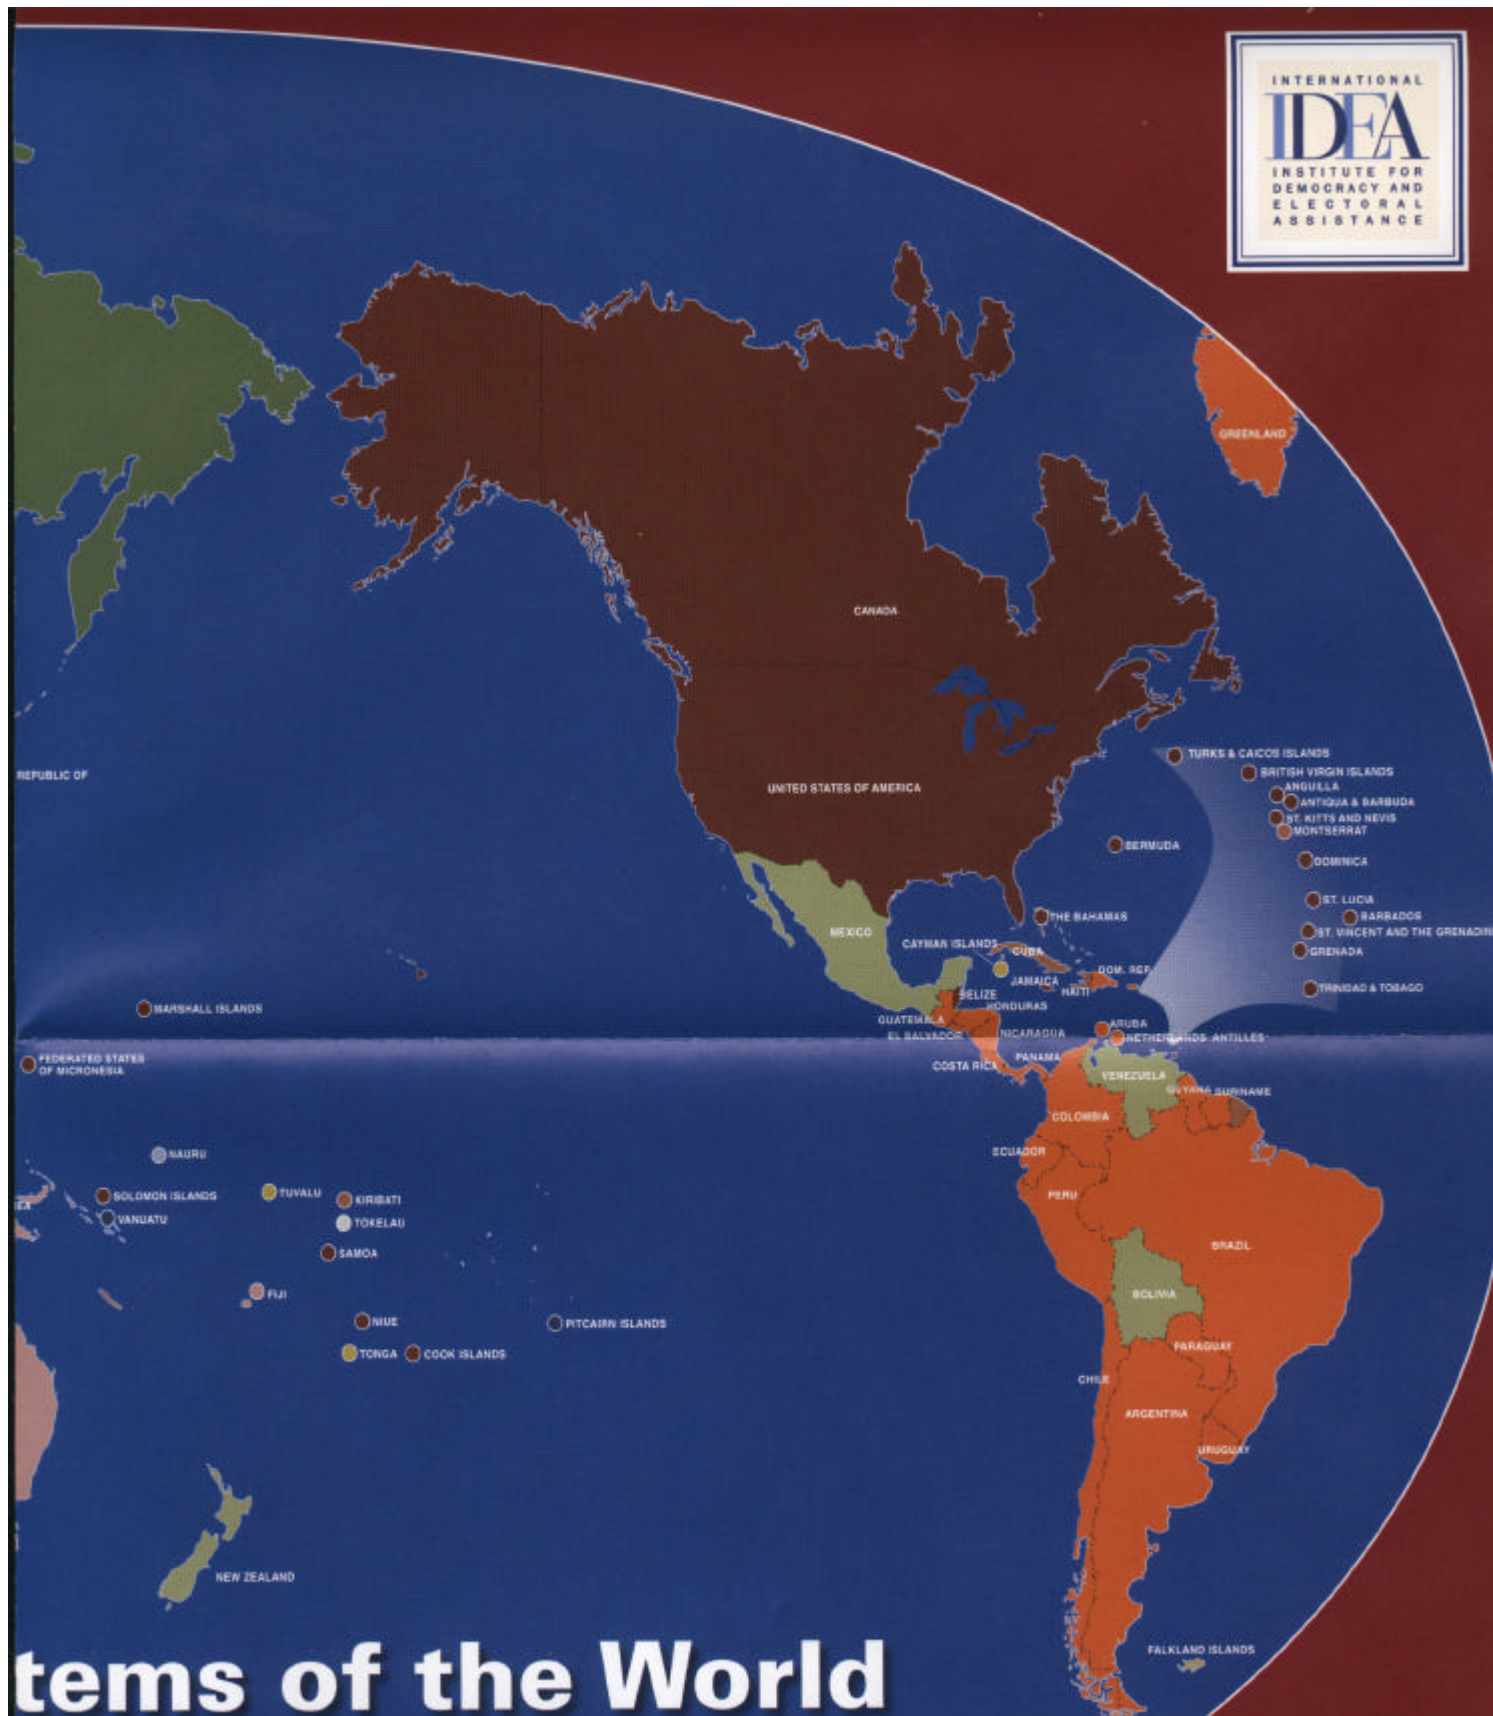 INTERNATIONAL
IDEA
INSTITUTE FOR
DEMOCRACY AND
ELECTORAL
ASSISTANCE
GREENLAND
CANADA
REPUBLIC OF
UNITED STATES OF AMERICA
TURKS & CAICOS ISLANDS
BRITISH VIRGIN ISLANDS
ANGUILLA
ANTIQUA & BARBUDA
ST. KITTS AND NEVIS
MONTSERRAT
BERMUDA
DOMINICA
ST. LUCIA
BARBADOS
THE BAHAMAS
ST. VINCENT AND THE GRENADIN
MEXICO
CAYMAN ISLANDS
CUBA
GRENADA
DOM. REP.
JAMAICA
HAITI
TRINIDAD & TOBAGO
BELIZE
HONDURAS
MARSHALL ISLANDS
GUATEMALA
ARUBA
EL SALVADOR
NICARAGUA
NETHERLANDS ANTILLES
FEDERATED STATES
OF MICRONESIA
COSTA RICA
PANAMA
VENEZUELA
GUYANA
SURINAME
COLOMBIA
NAURU
ECUADOR
SOLOMON ISLANDS
TUVALU
KIRIBATI
PERU
EA
VANUATU
TOKELAU
SAMOA
BRAZIL
FIJI
BOLIVIA
NIUE
PITCAIRN ISLANDS
TONGA
COOK ISLANDS
PARAGUAY
CHILE
ARGENTINA
URUGUAY
NEW ZEALAND
FALKLAND ISLANDS
tems of the World